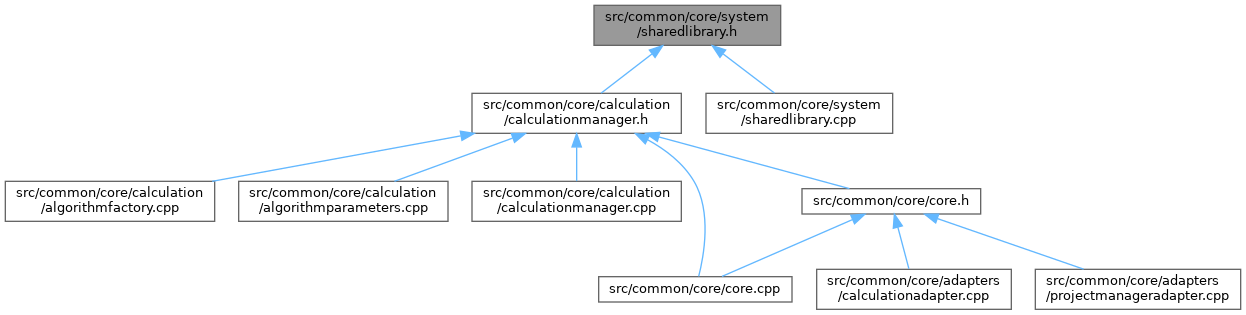 src/common/core/system
/sharedlibrary.h
src/common/core/calculation
/calculationmanager.h
src/common/core/system
/sharedlibrary.cpp
src/common/core/calculation
/algorithmfactory.cpp
src/common/core/calculation
/algorithmparameters.cpp
src/common/core/calculation
/calculationmanager.cpp
src/common/core/core.h
src/common/core/core.cpp
src/common/core/adapters
/calculationadapter.cpp
src/common/core/adapters
/projectmanageradapter.cpp